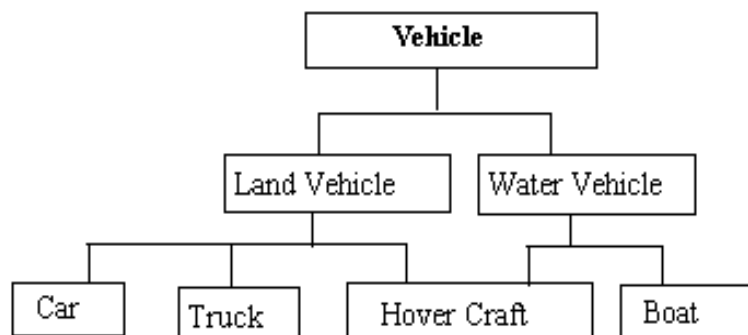 Vehicle
Land Vehicle
Water Vehicle
Car
Truck
Hover Craft
Boat